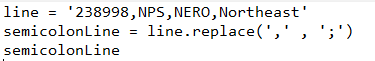 line = '238998,NPS,NERO,Northeast'
semicolonLine = line.replace(',' , ';')
semicolonLine